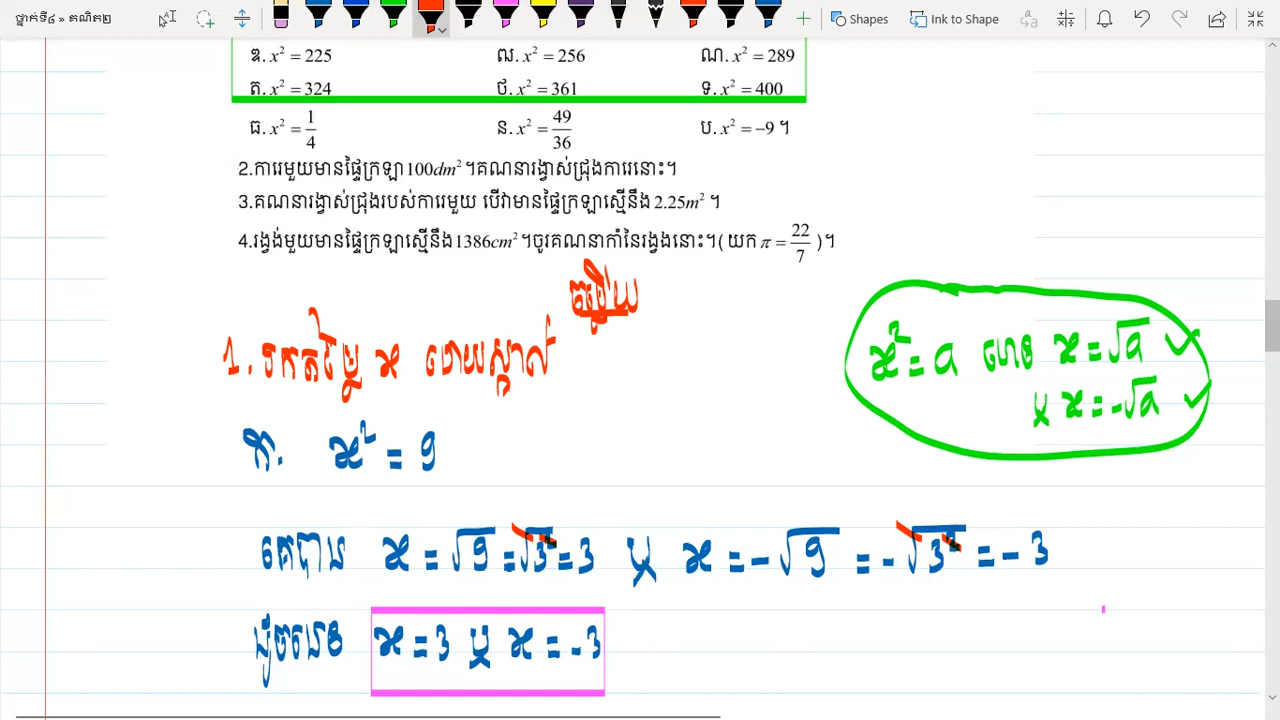 ថ្នាក់ទី៨ » គណិត២
Shapes Ink to Shape
ឌ. x² = 225 ឍ. x² = 256 ណ. x² = 289
ត. x² = 324 ថ. x² = 361 ទ. x² = 400
ធ. x² = 1/4 ន. x² = 49/36 ប. x² = −9 ។
2.ការេមួយមានផ្ទៃក្រឡា 100dm² ។គណនារង្វាស់ជ្រុងការេនោះ។
3.គណនារង្វាស់ជ្រុងរបស់ការេមួយ បើវាមានផ្ទៃក្រឡាស្មើនឹង 2.25m² ។
4.រង្វង់មួយមានផ្ទៃក្រឡាស្មើនឹង 1386cm² ។ចូរគណនាកាំនៃរង្វង់នោះ។( យក π = 22/7 )។
ចម្លើយ
1. រកតម្លៃ x ដោយស្គាល់
x² = a នោះ x = √a
ឬ x = -√a
ក. x² = 9
គេបាន x = √9 = √3² = 3 ឬ x = -√9 = -√3² = -3
ដូចនេះ x = 3 ឬ x = -3